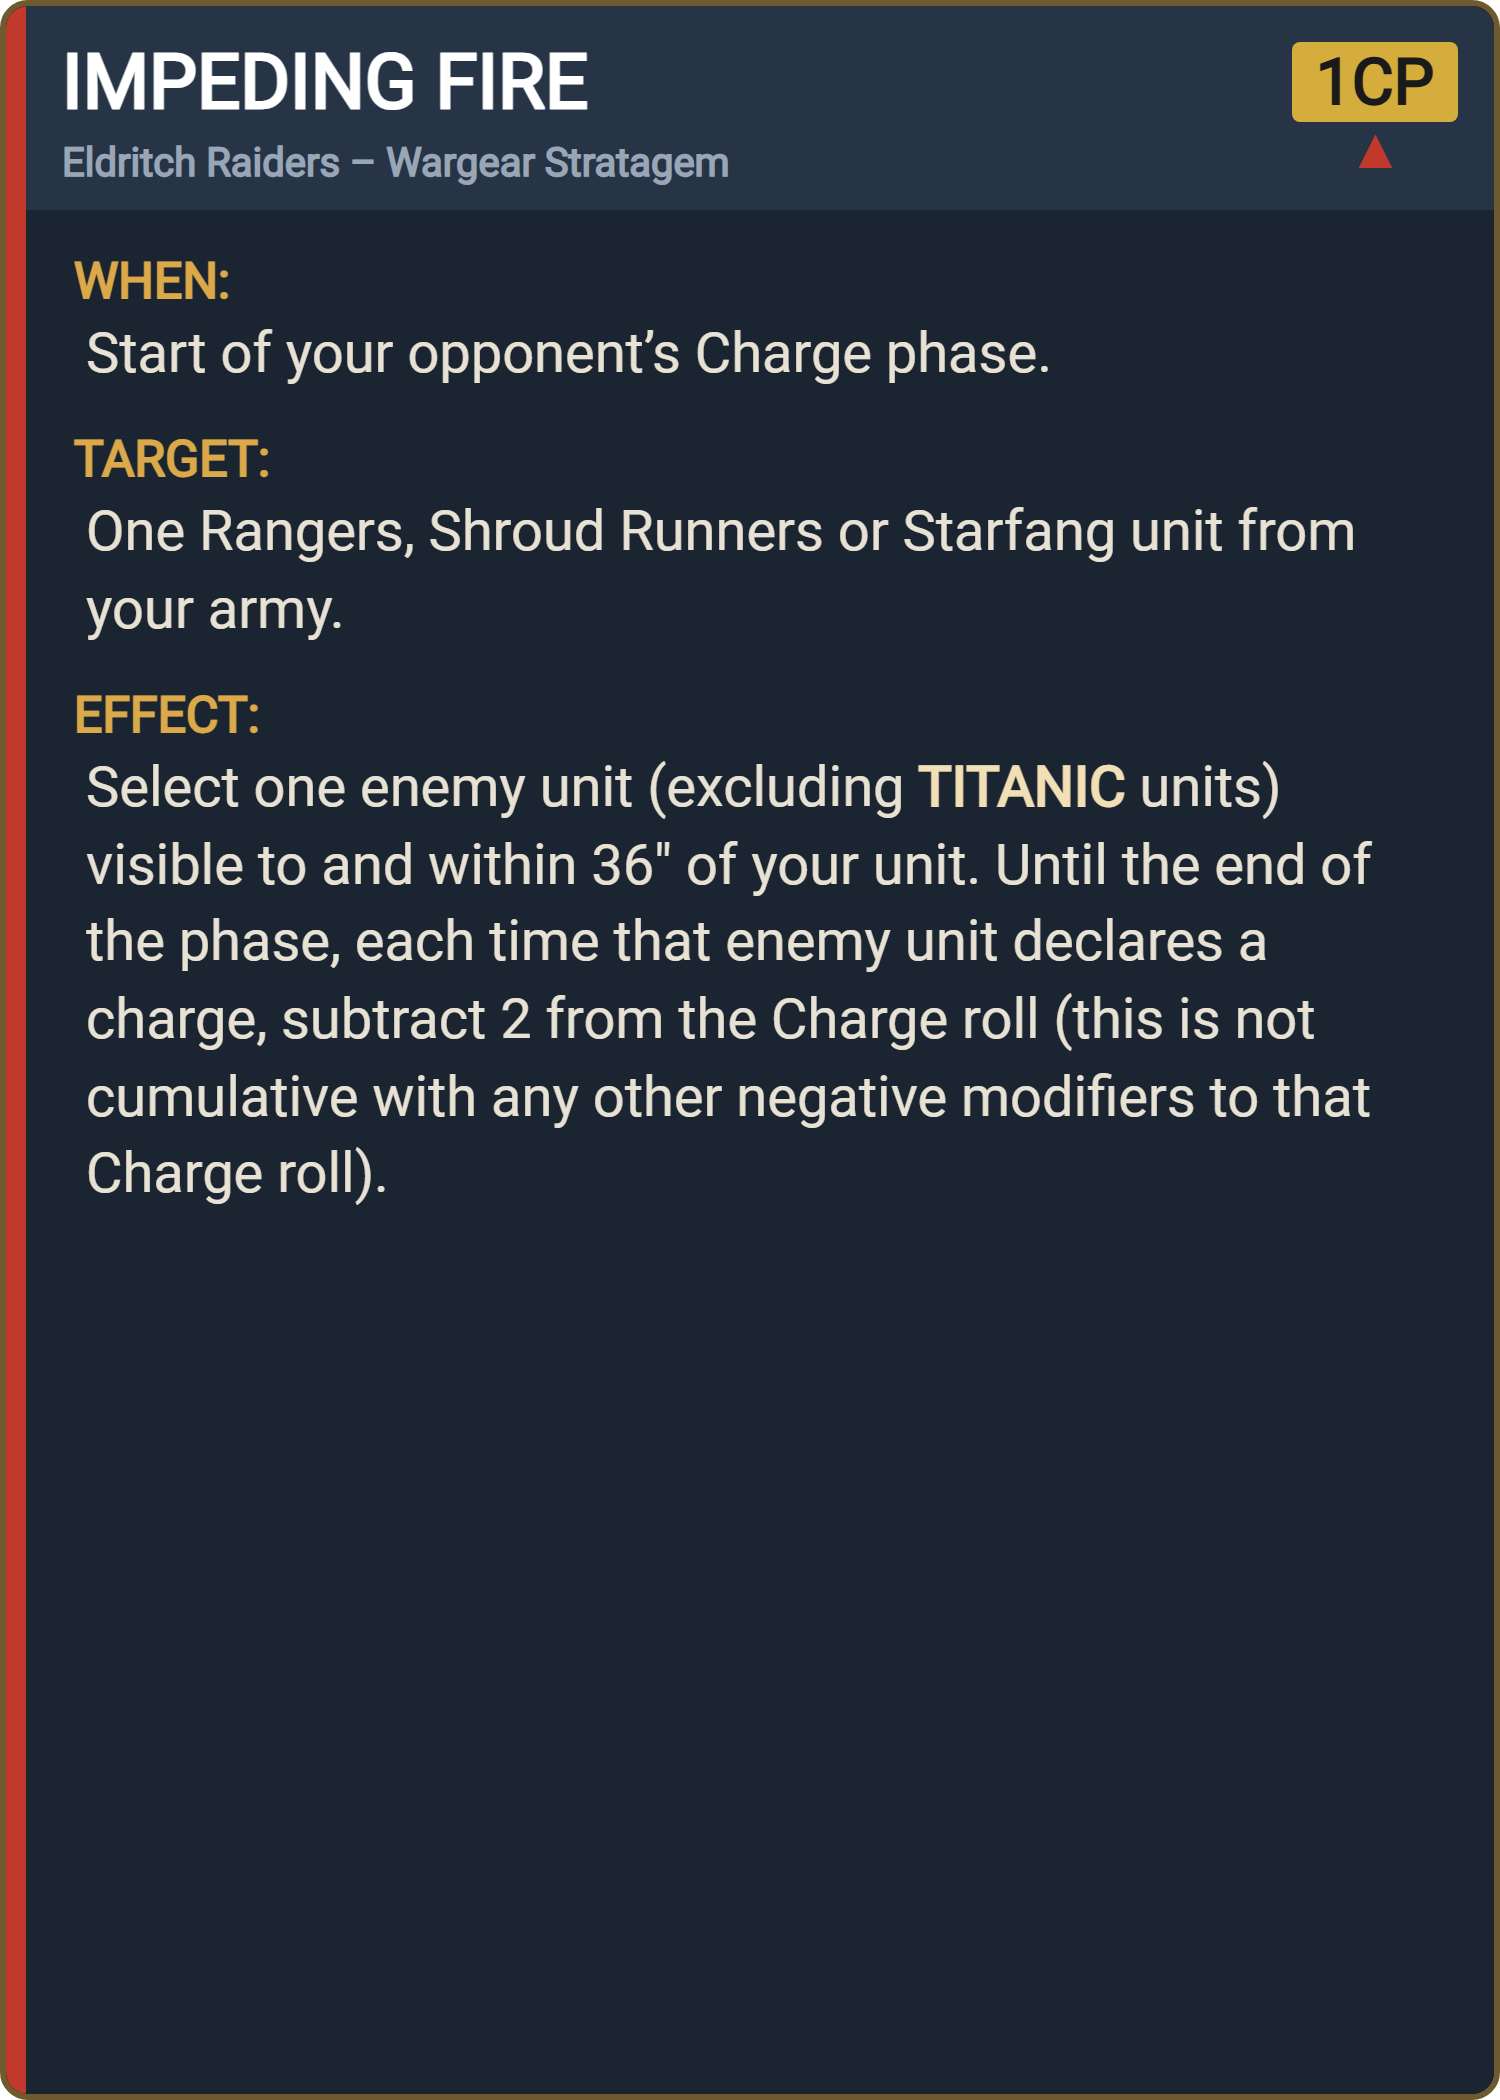 IMPEDING FIRE
1CP
Eldritch Raiders – Wargear Stratagem
WHEN:
Start of your opponent’s Charge phase.
TARGET:
One Rangers, Shroud Runners or Starfang unit from
your army.
EFFECT:
Select one enemy unit (excluding TITANIC units)
visible to and within 36" of your unit. Until the end of
the phase, each time that enemy unit declares a
charge, subtract 2 from the Charge roll (this is not
cumulative with any other negative modifiers to that
Charge roll).